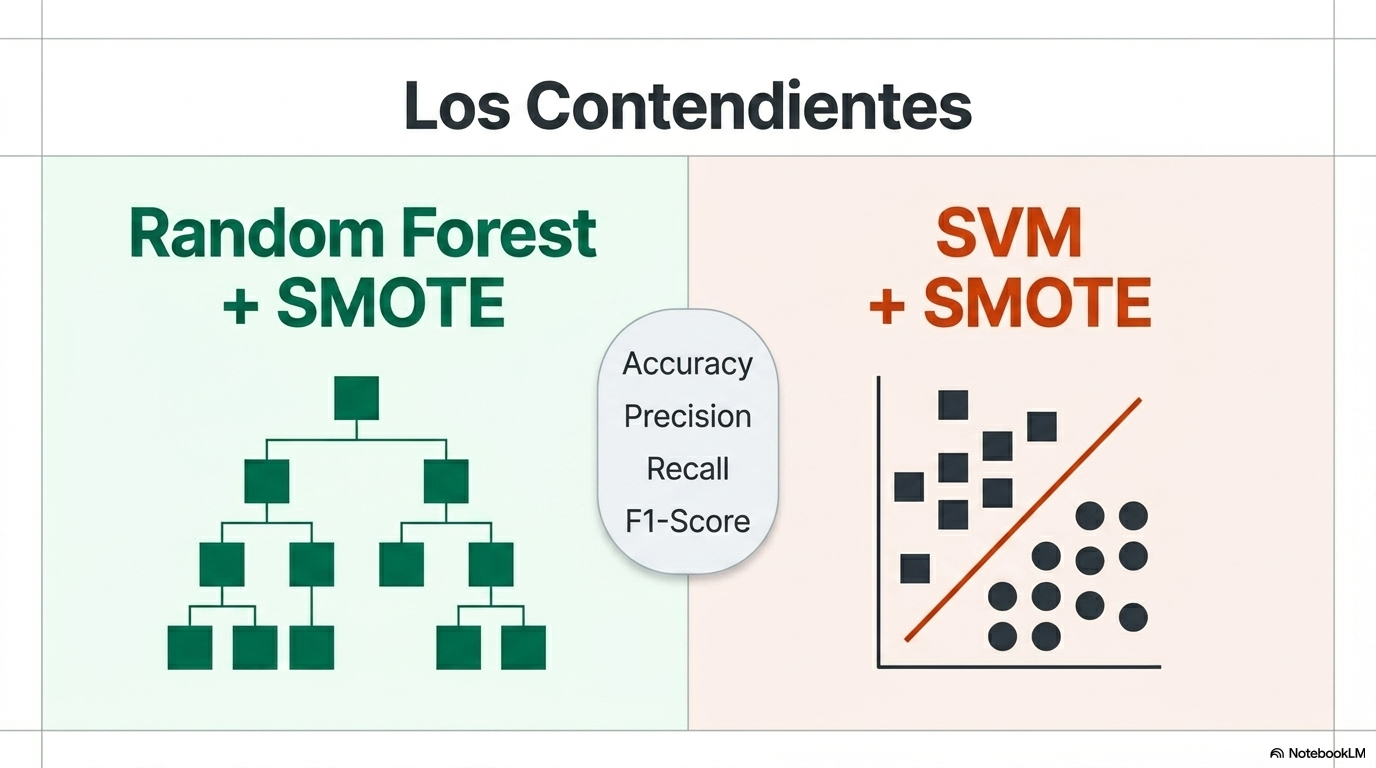 Los Contendientes
Random Forest
+ SMOTE
SVM
+ SMOTE
Accuracy
Precision
Recall
F1-Score
NotebookLM